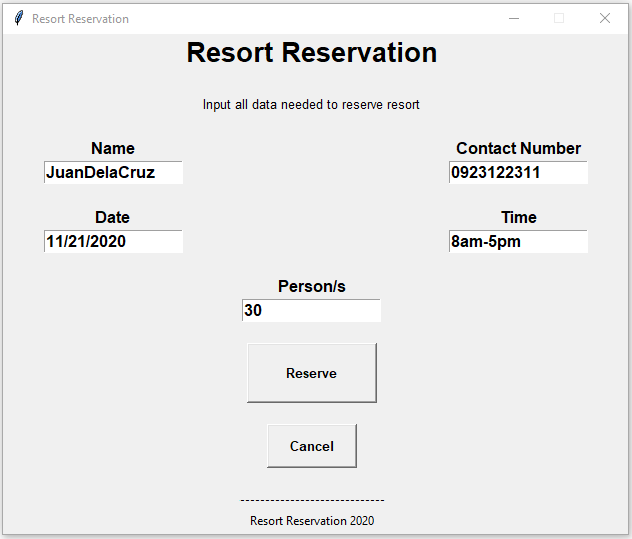 Resort Reservation
Resort Reservation
Input all data needed to reserve resort
Name Contact Number
JuanDelaCruz 0923122311
Date Time
11/21/2020 8am-5pm
Person/s
30
Reserve
Cancel
-----------------------------
Resort Reservation 2020